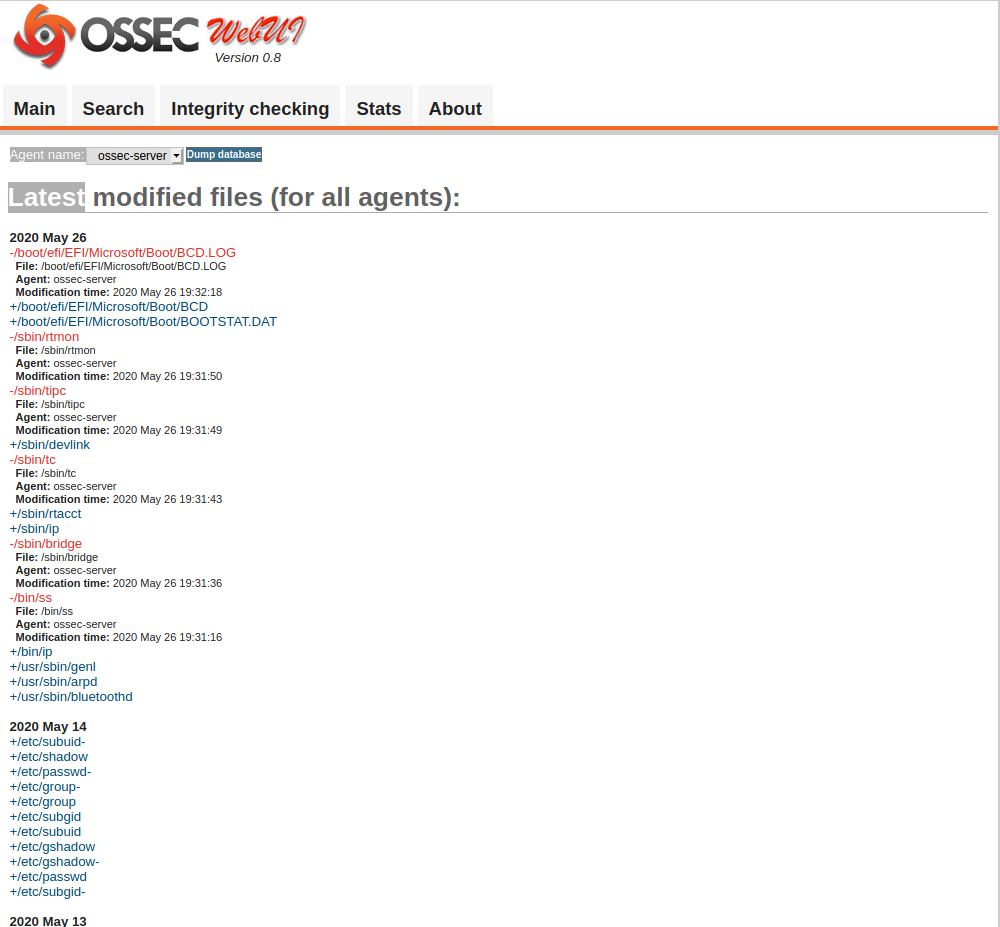 OSSEC WebUI
Version 0.8
Main Search Integrity checking Stats About
Agent name: ossec-server Dump database
Latest modified files (for all agents):
2020 May 26
-/boot/efi/EFI/Microsoft/Boot/BCD.LOG
File: /boot/efi/EFI/Microsoft/Boot/BCD.LOG
Agent: ossec-server
Modification time: 2020 May 26 19:32:18
+/boot/efi/EFI/Microsoft/Boot/BCD
+/boot/efi/EFI/Microsoft/Boot/BOOTSTAT.DAT
-/sbin/rtmon
File: /sbin/rtmon
Agent: ossec-server
Modification time: 2020 May 26 19:31:50
-/sbin/tipc
File: /sbin/tipc
Agent: ossec-server
Modification time: 2020 May 26 19:31:49
+/sbin/devlink
-/sbin/tc
File: /sbin/tc
Agent: ossec-server
Modification time: 2020 May 26 19:31:43
+/sbin/rtacct
+/sbin/ip
-/sbin/bridge
File: /sbin/bridge
Agent: ossec-server
Modification time: 2020 May 26 19:31:36
-/bin/ss
File: /bin/ss
Agent: ossec-server
Modification time: 2020 May 26 19:31:16
+/bin/ip
+/usr/sbin/genl
+/usr/sbin/arpd
+/usr/sbin/bluetoothd
2020 May 14
+/etc/subuid-
+/etc/shadow
+/etc/passwd-
+/etc/group-
+/etc/group
+/etc/subgid
+/etc/subuid
+/etc/gshadow
+/etc/gshadow-
+/etc/passwd
+/etc/subgid-
2020 May 13